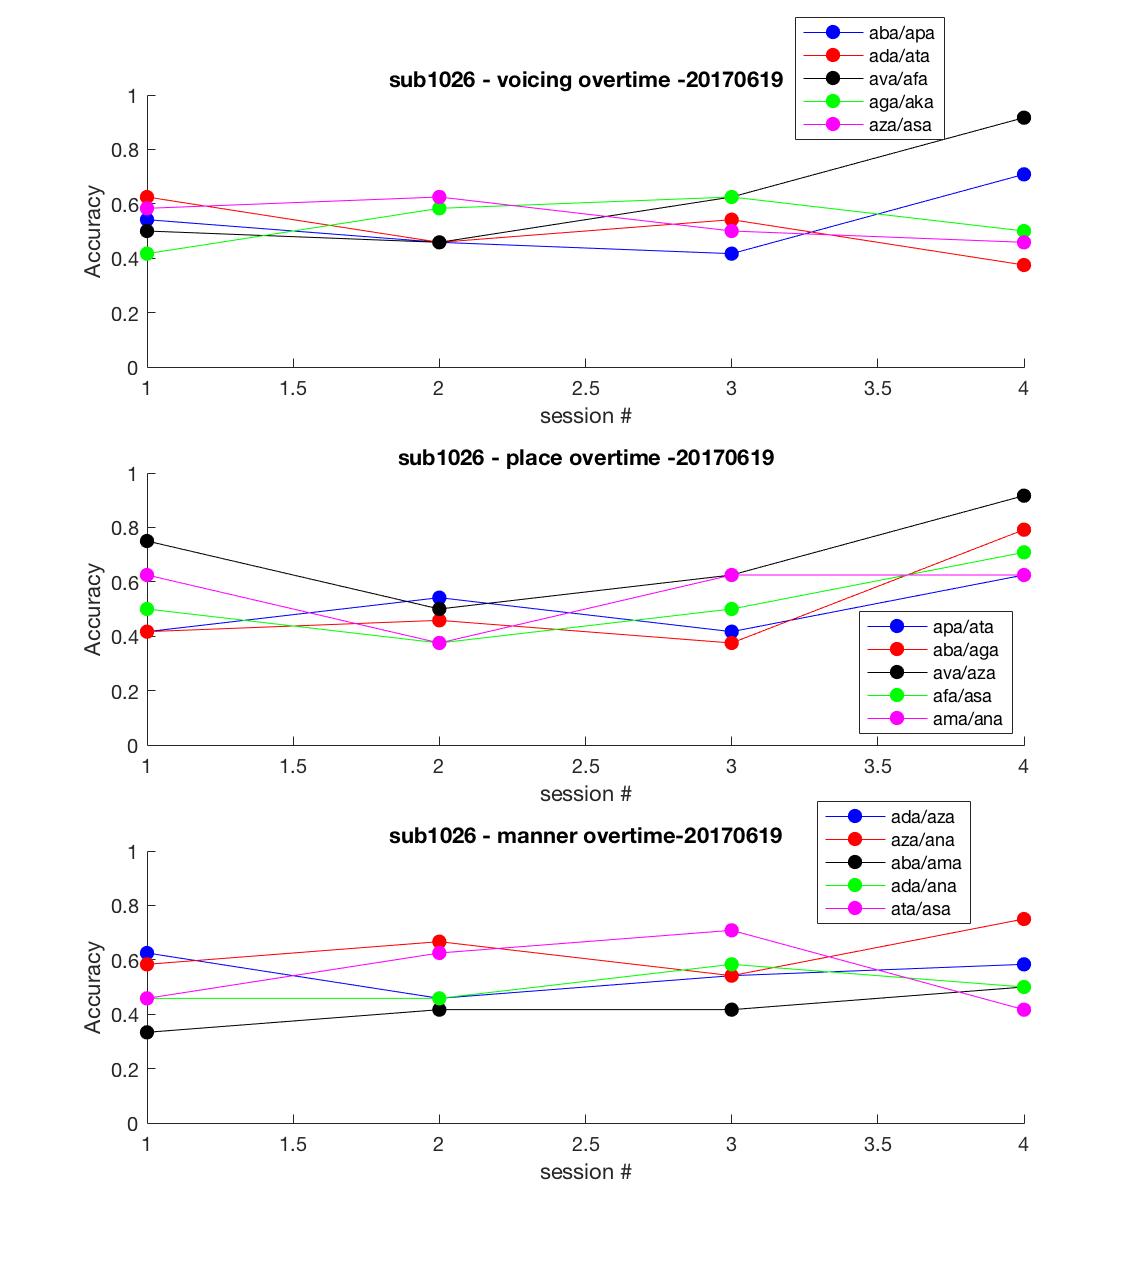 aba/apa
ada/ata
ava/afa
aga/aka
aza/asa
sub1026 - voicing overtime -20170619
1
0.8
0.6
0.4
0.2
0
Accuracy
1 1.5 2 2.5 3 3.5 4
session #
sub1026 - place overtime -20170619
1
0.8
0.6
0.4
0.2
0
Accuracy
apa/ata
aba/aga
ava/aza
afa/asa
ama/ana
1 1.5 2 2.5 3 3.5 4
session #
ada/aza
aza/ana
aba/ama
ada/ana
ata/asa
sub1026 - manner overtime-20170619
1
0.8
0.6
0.4
0.2
0
Accuracy
1 1.5 2 2.5 3 3.5 4
session #